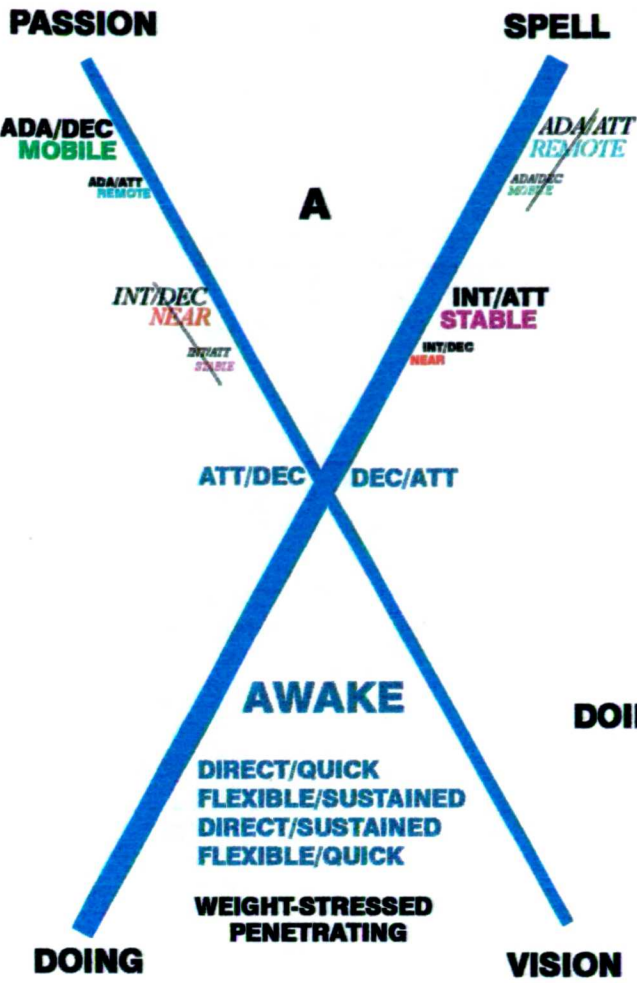 PASSION
SPELL
ADA/DEC
MOBILE
ADA/ATT
REMOTE
ADA/ATT
REMOTE
ADA/DEC
MOBILE
A
INT/DEC
NEAR
INT/ATT
STABLE
INT/ATT
STABLE
INT/DEC
NEAR
ATT/DEC
DEC/ATT
AWAKE
DOI
DIRECT/QUICK
FLEXIBLE/SUSTAINED
DIRECT/SUSTAINED
FLEXIBLE/QUICK
WEIGHT-STRESSED
PENETRATING
DOING
VISION